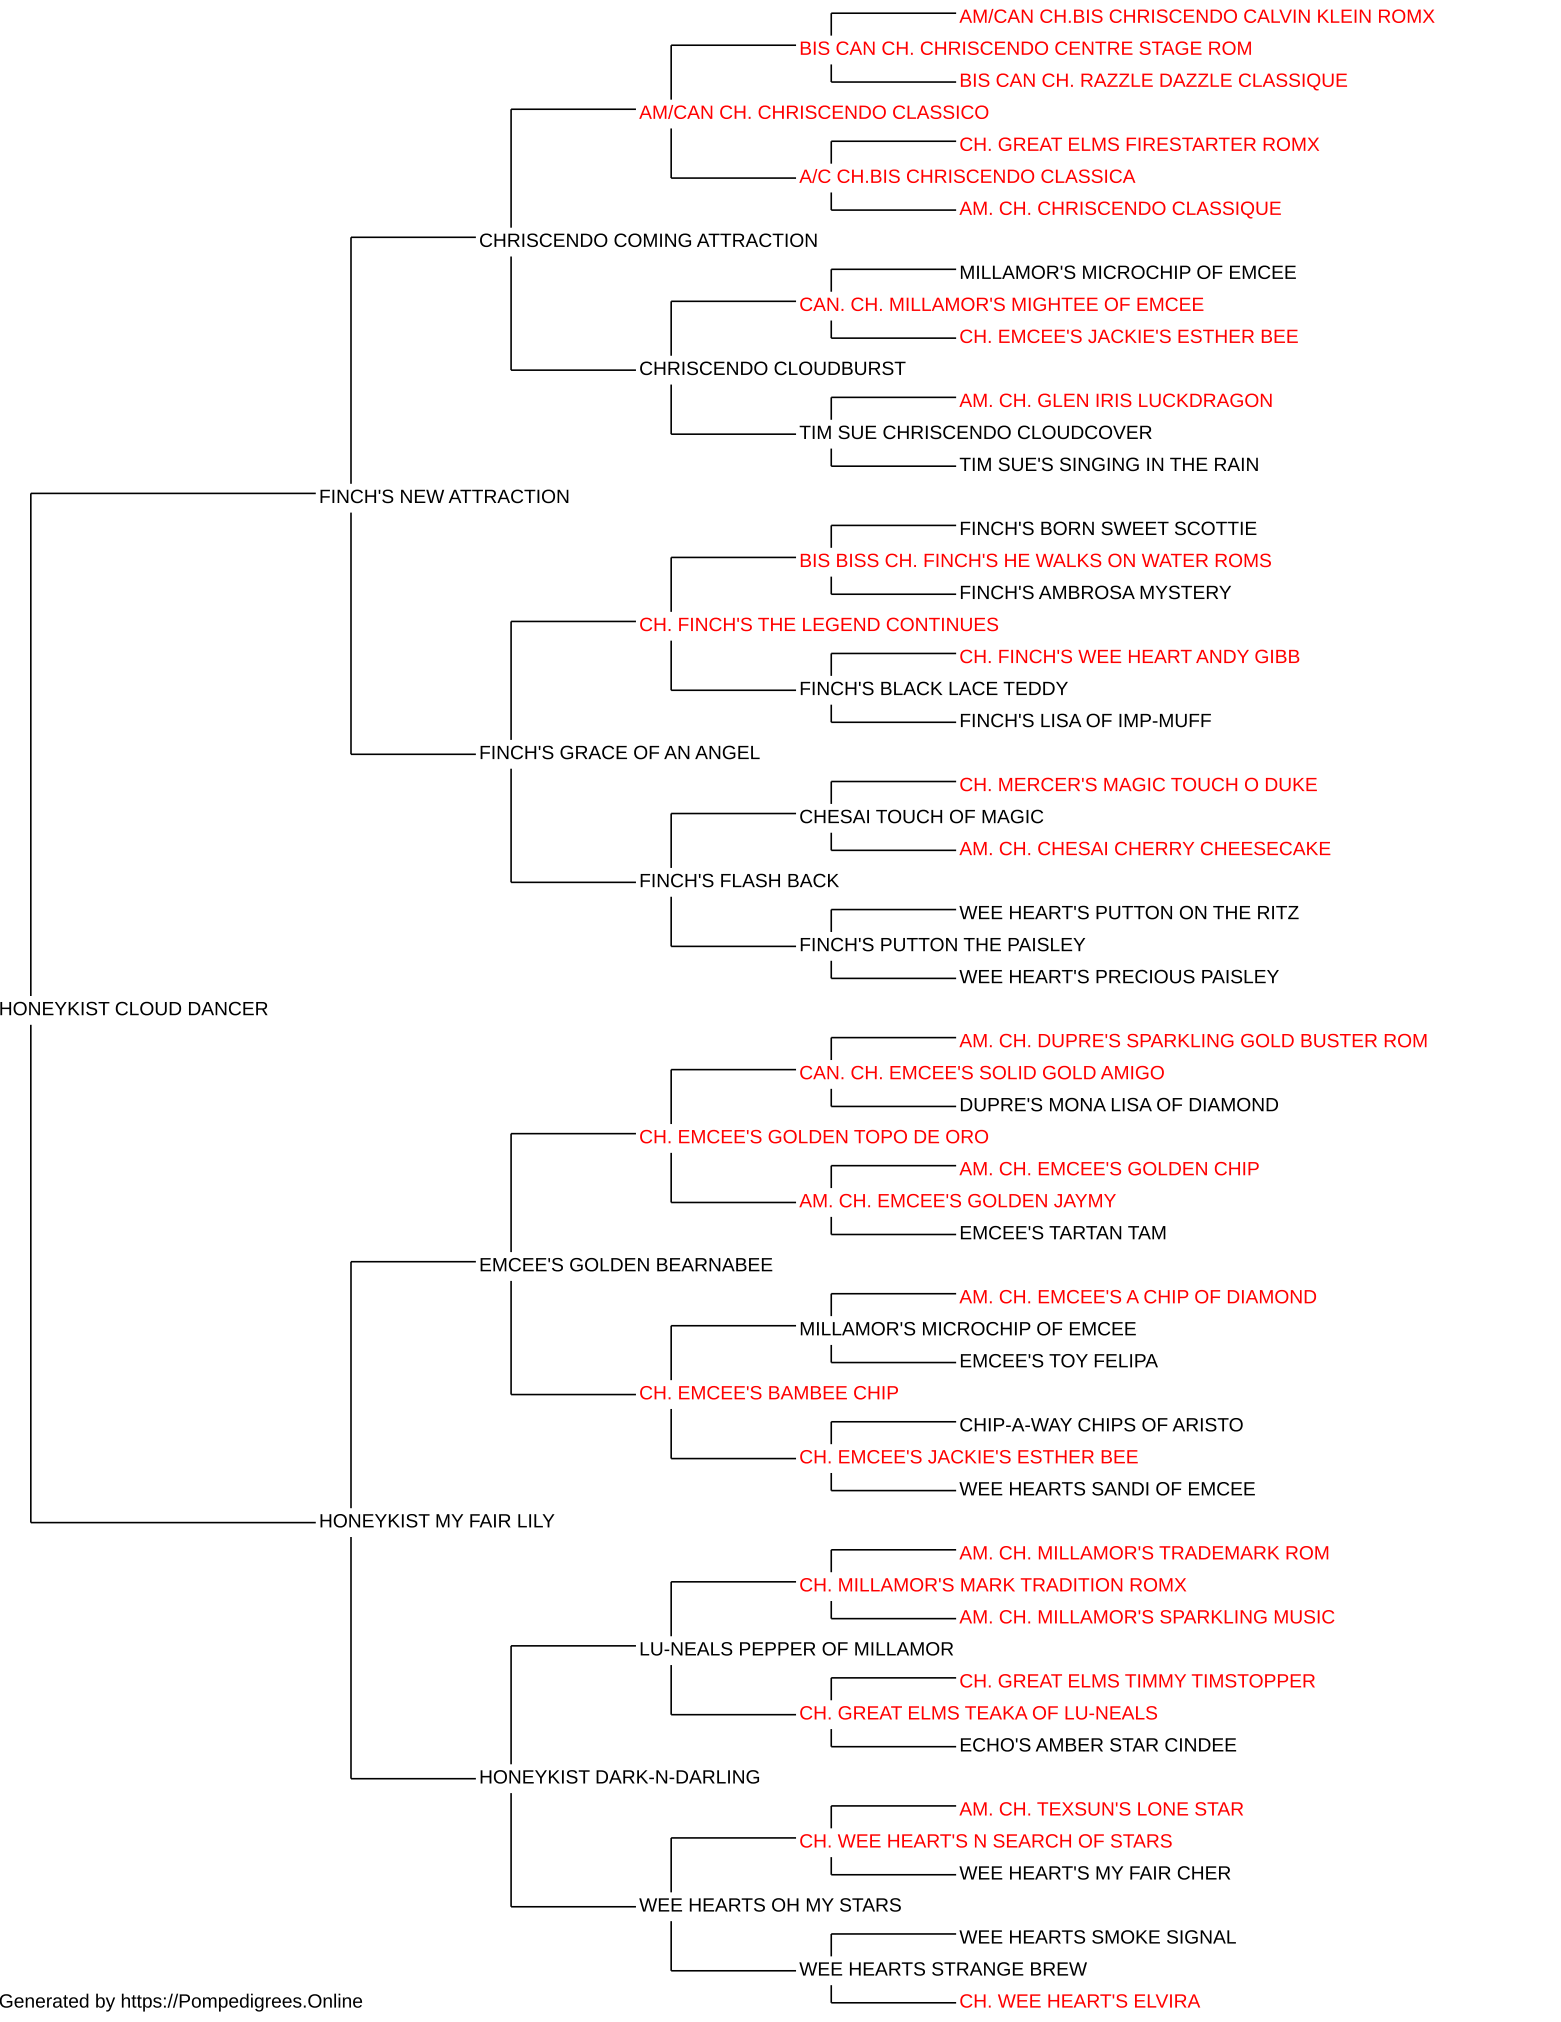 AM/CAN CH.BIS CHRISCENDO CALVIN KLEIN ROMX
BIS CAN CH. CHRISCENDO CENTRE STAGE ROM
BIS CAN CH. RAZZLE DAZZLE CLASSIQUE
AM/CAN CH. CHRISCENDO CLASSICO
CH. GREAT ELMS FIRESTARTER ROMX
A/C CH.BIS CHRISCENDO CLASSICA
AM. CH. CHRISCENDO CLASSIQUE
CHRISCENDO COMING ATTRACTION
MILLAMOR'S MICROCHIP OF EMCEE
CAN. CH. MILLAMOR'S MIGHTEE OF EMCEE
CH. EMCEE'S JACKIE'S ESTHER BEE
CHRISCENDO CLOUDBURST
AM. CH. GLEN IRIS LUCKDRAGON
TIM SUE CHRISCENDO CLOUDCOVER
TIM SUE'S SINGING IN THE RAIN
FINCH'S NEW ATTRACTION
FINCH'S BORN SWEET SCOTTIE
BIS BISS CH. FINCH'S HE WALKS ON WATER ROMS
FINCH'S AMBROSA MYSTERY
CH. FINCH'S THE LEGEND CONTINUES
CH. FINCH'S WEE HEART ANDY GIBB
FINCH'S BLACK LACE TEDDY
FINCH'S LISA OF IMP-MUFF
FINCH'S GRACE OF AN ANGEL
CH. MERCER'S MAGIC TOUCH O DUKE
CHESAI TOUCH OF MAGIC
AM. CH. CHESAI CHERRY CHEESECAKE
FINCH'S FLASH BACK
WEE HEART'S PUTTON ON THE RITZ
FINCH'S PUTTON THE PAISLEY
WEE HEART'S PRECIOUS PAISLEY
HONEYKIST CLOUD DANCER
AM. CH. DUPRE'S SPARKLING GOLD BUSTER ROM
CAN. CH. EMCEE'S SOLID GOLD AMIGO
DUPRE'S MONA LISA OF DIAMOND
CH. EMCEE'S GOLDEN TOPO DE ORO
AM. CH. EMCEE'S GOLDEN CHIP
AM. CH. EMCEE'S GOLDEN JAYMY
EMCEE'S TARTAN TAM
EMCEE'S GOLDEN BEARNABEE
AM. CH. EMCEE'S A CHIP OF DIAMOND
MILLAMOR'S MICROCHIP OF EMCEE
EMCEE'S TOY FELIPA
CH. EMCEE'S BAMBEE CHIP
CHIP-A-WAY CHIPS OF ARISTO
CH. EMCEE'S JACKIE'S ESTHER BEE
WEE HEARTS SANDI OF EMCEE
HONEYKIST MY FAIR LILY
AM. CH. MILLAMOR'S TRADEMARK ROM
CH. MILLAMOR'S MARK TRADITION ROMX
AM. CH. MILLAMOR'S SPARKLING MUSIC
LU-NEALS PEPPER OF MILLAMOR
CH. GREAT ELMS TIMMY TIMSTOPPER
CH. GREAT ELMS TEAKA OF LU-NEALS
ECHO'S AMBER STAR CINDEE
HONEYKIST DARK-N-DARLING
AM. CH. TEXSUN'S LONE STAR
CH. WEE HEART'S N SEARCH OF STARS
WEE HEART'S MY FAIR CHER
WEE HEARTS OH MY STARS
WEE HEARTS SMOKE SIGNAL
WEE HEARTS STRANGE BREW
CH. WEE HEART'S ELVIRA
Generated by https://Pompedigrees.Online